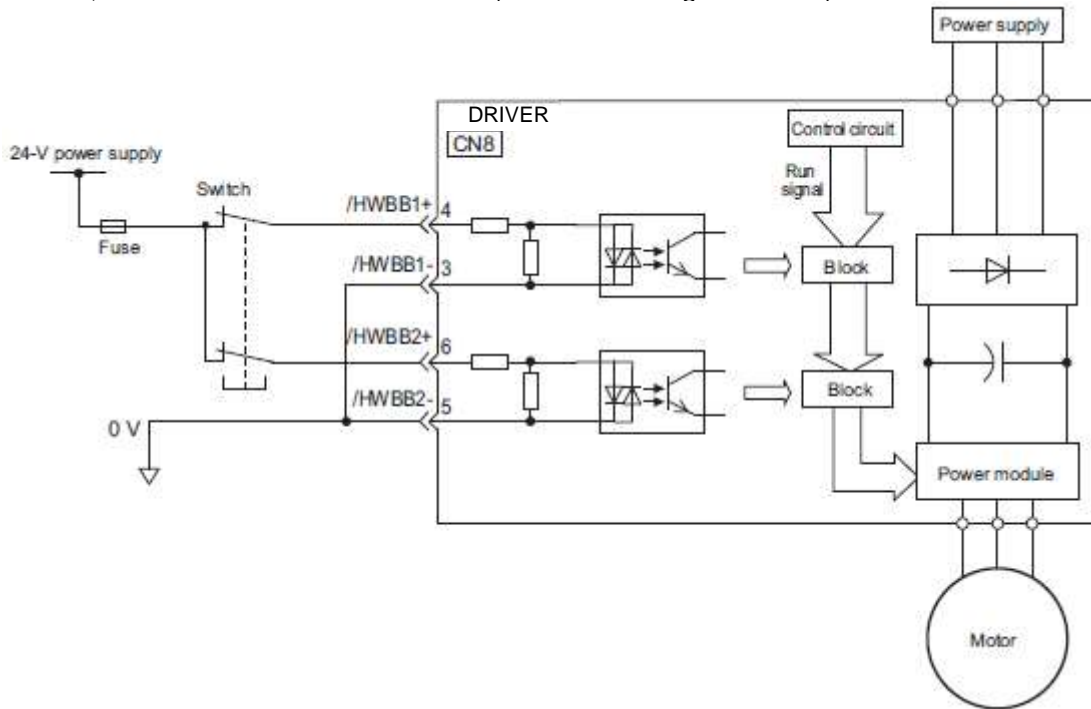 Power supply
DRIVER
CN8
Control circuit
24-V power supply
Switch
Run
signal
/HWBB1+
4
Fuse
/HWBB1-
3
Block
/HWBB2+
6
/HWBB2-
5
Block
0 V
Power module
Motor